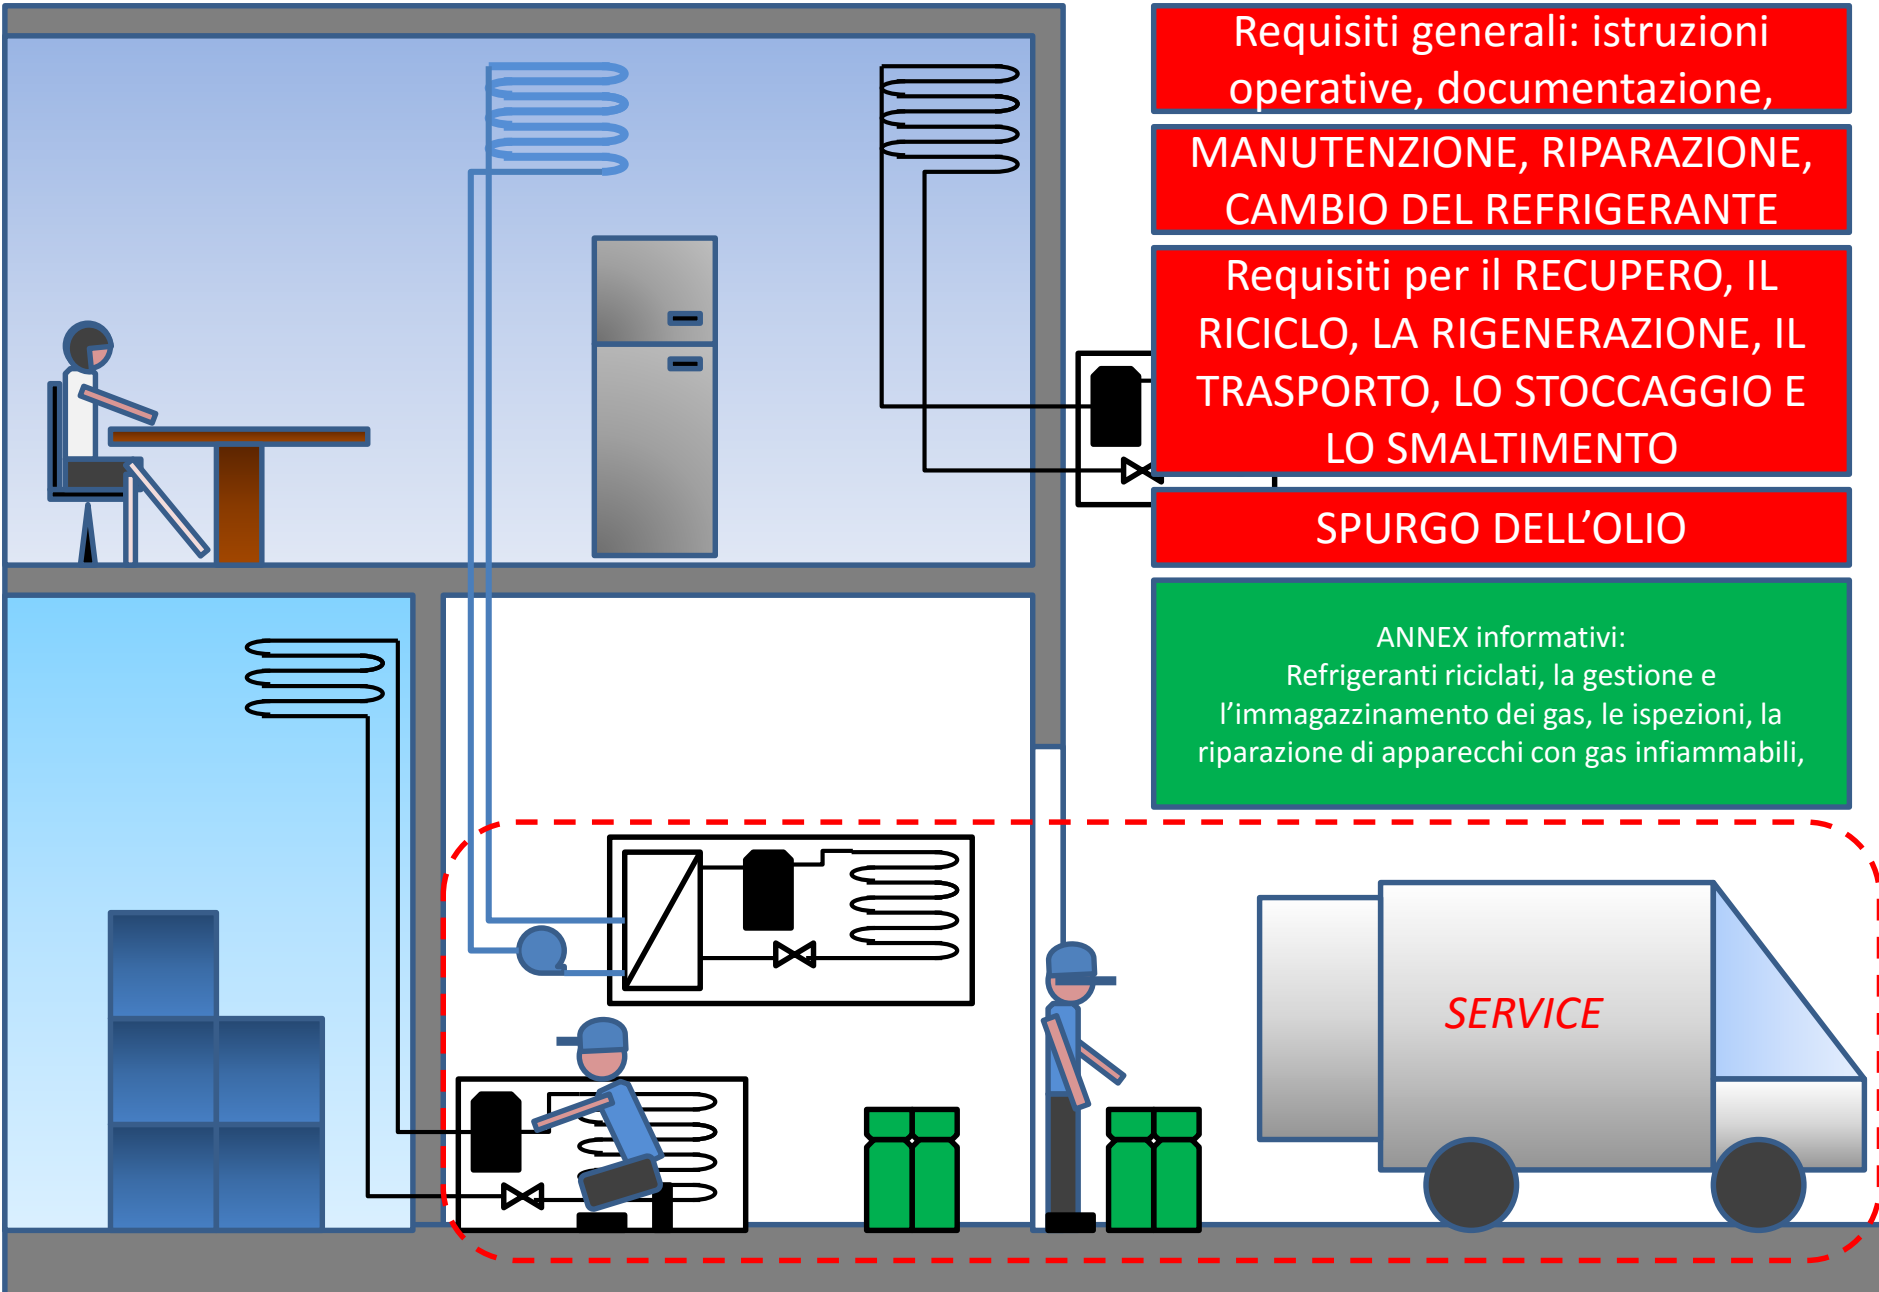 Requisiti generali: istruzioni
operative, documentazione,
MANUTENZIONE, RIPARAZIONE,
CAMBIO DEL REFRIGERANTE
Requisiti per il RECUPERO, IL
RICICLO, LA RIGENERAZIONE, IL
TRASPORTO, LO STOCCAGGIO E
LO SMALTIMENTO
SPURGO DELL’OLIO
ANNEX informativi:
Refrigeranti riciclati, la gestione e
l’immagazzinamento dei gas, le ispezioni, la
riparazione di apparecchi con gas infiammabili,
SERVICE